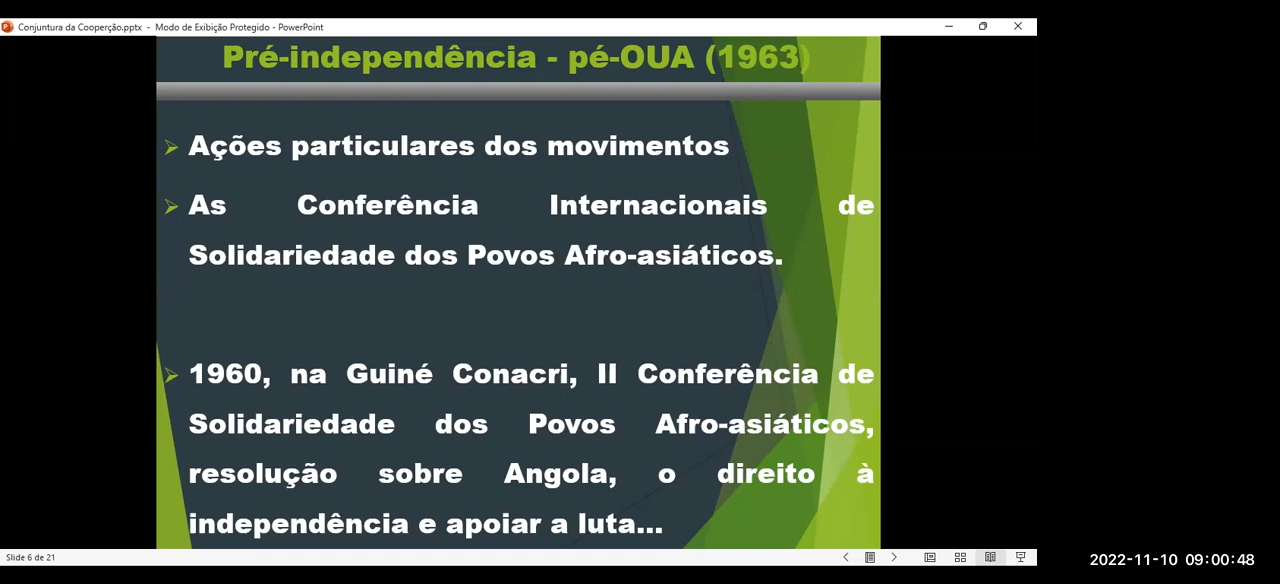 Conjuntura da Cooperção.pptx - Modo de Exibição Protegido - PowerPoint
Pré-independência - pé-OUA (1963)
Ações particulares dos movimentos
As Conferência Internacionais de
Solidariedade dos Povos Afro-asiáticos.
1960, na Guiné Conacri, II Conferência de
Solidariedade dos Povos Afro-asiáticos,
resolução sobre Angola, o direito à
independência e apoiar a luta...
Slide 6 de 21
2022-11-10 09:00:48